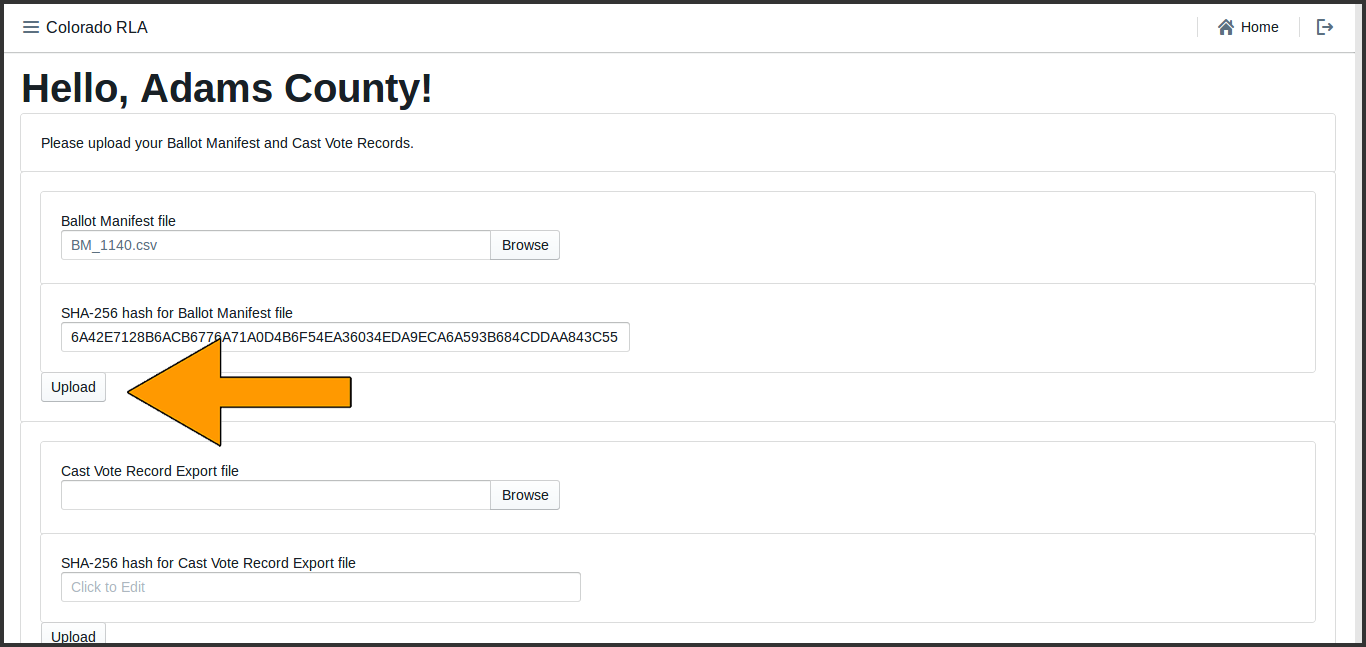 Colorado RLA
Home
Hello, Adams County!
Please upload your Ballot Manifest and Cast Vote Records.
Ballot Manifest file
BM_1140.csv
Browse
SHA-256 hash for Ballot Manifest file
6A42E7128B6ACB6776A71A0D4B6F54EA36034EDA9ECA6A593B684CDDAA843C55
Upload
Cast Vote Record Export file
Browse
SHA-256 hash for Cast Vote Record Export file
Click to Edit
Upload